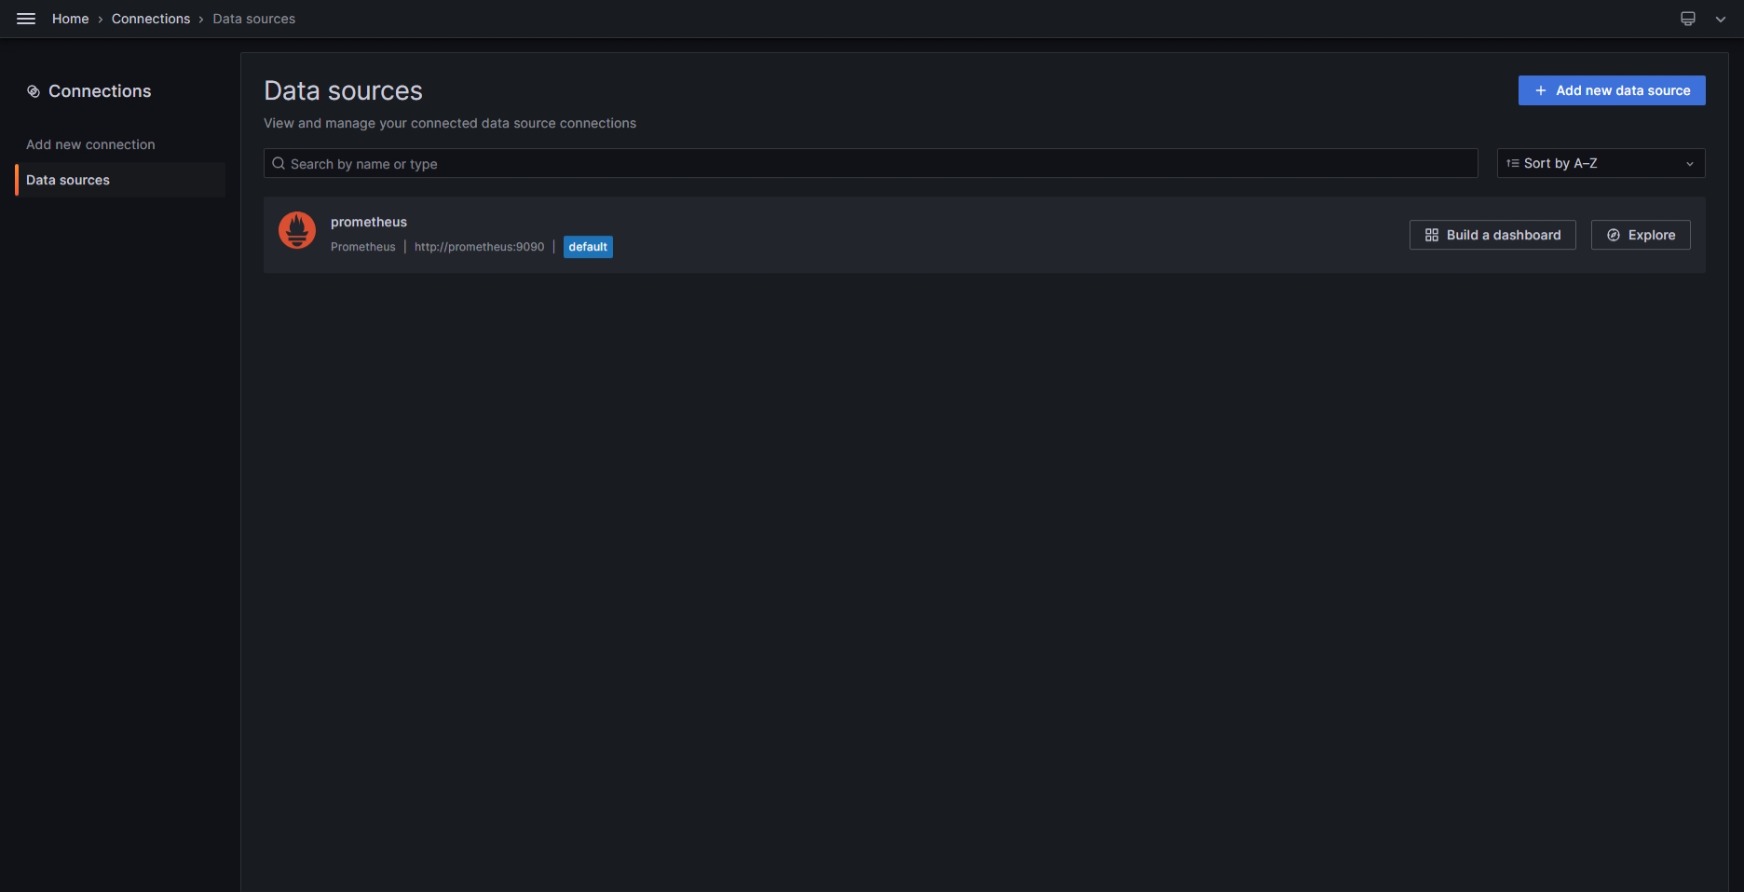 Home › Connections › Data sources
Connections
Add new connection
Data sources
Data sources
View and manage your connected data source connections
+ Add new data source
Search by name or type
Sort by A–Z
prometheus
Prometheus | http://prometheus:9090 | default
Build a dashboard
Explore